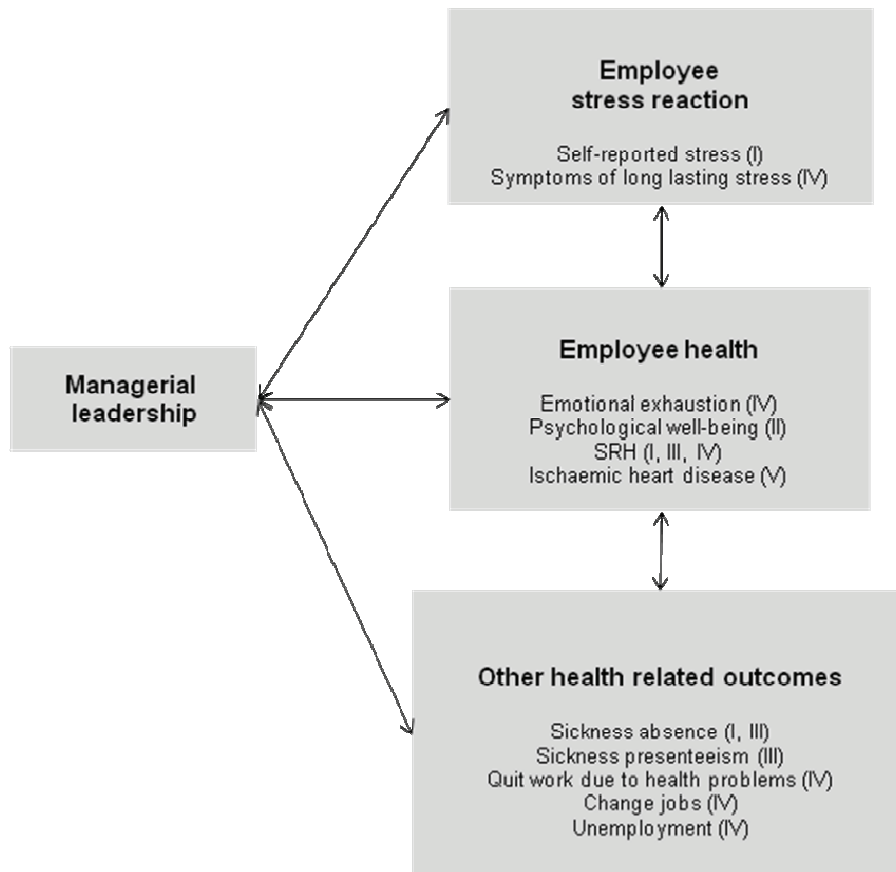 Employee
stress reaction
Self-reported stress (I)
Symptoms of long lasting stress (IV)
Managerial
leadership
Employee health
Emotional exhaustion (IV)
Psychological well-being (II)
SRH (I, III, IV)
Ischaemic heart disease (V)
Other health related outcomes
Sickness absence (I, III)
Sickness presenteeism (III)
Quit work due to health problems (IV)
Change jobs (IV)
Unemployment (IV)